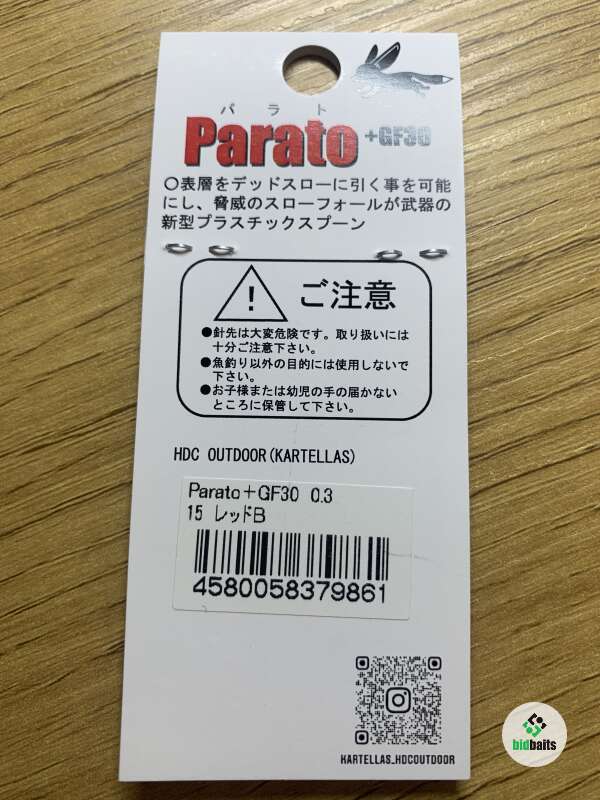 パラト
Parato +GF30
〇表層をデッドスローに引く事を可能
にし、脅威のスローフォールが武器の
新型プラスチックスプーン
! ご注意
●針先は大変危険です。取り扱いには
十分ご注意下さい。
●魚釣り以外の目的には使用しないで
下さい。
●お子様または幼児の手の届かない
ところに保管して下さい。
HDC OUTDOOR(KARTELLAS)
Parato+GF30 0.3
15 レッドB
4580058379861
KARTELLAS_HDCOUTDOOR
bidbaits